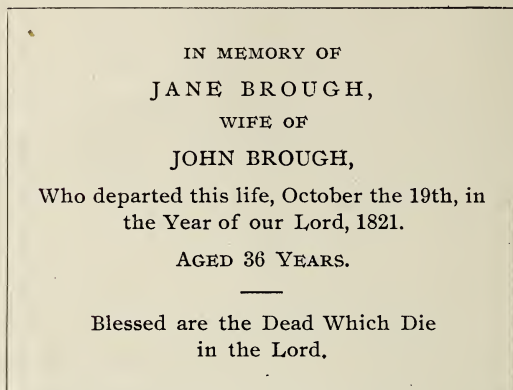 IN MEMORY OF
JANE BROUGH,
WIFE OF
JOHN BROUGH,
Who departed this life, October the 19th, in
the Year of our Lord, 1821.
AGED 36 YEARS.
Blessed are the Dead Which Die
in the Lord.